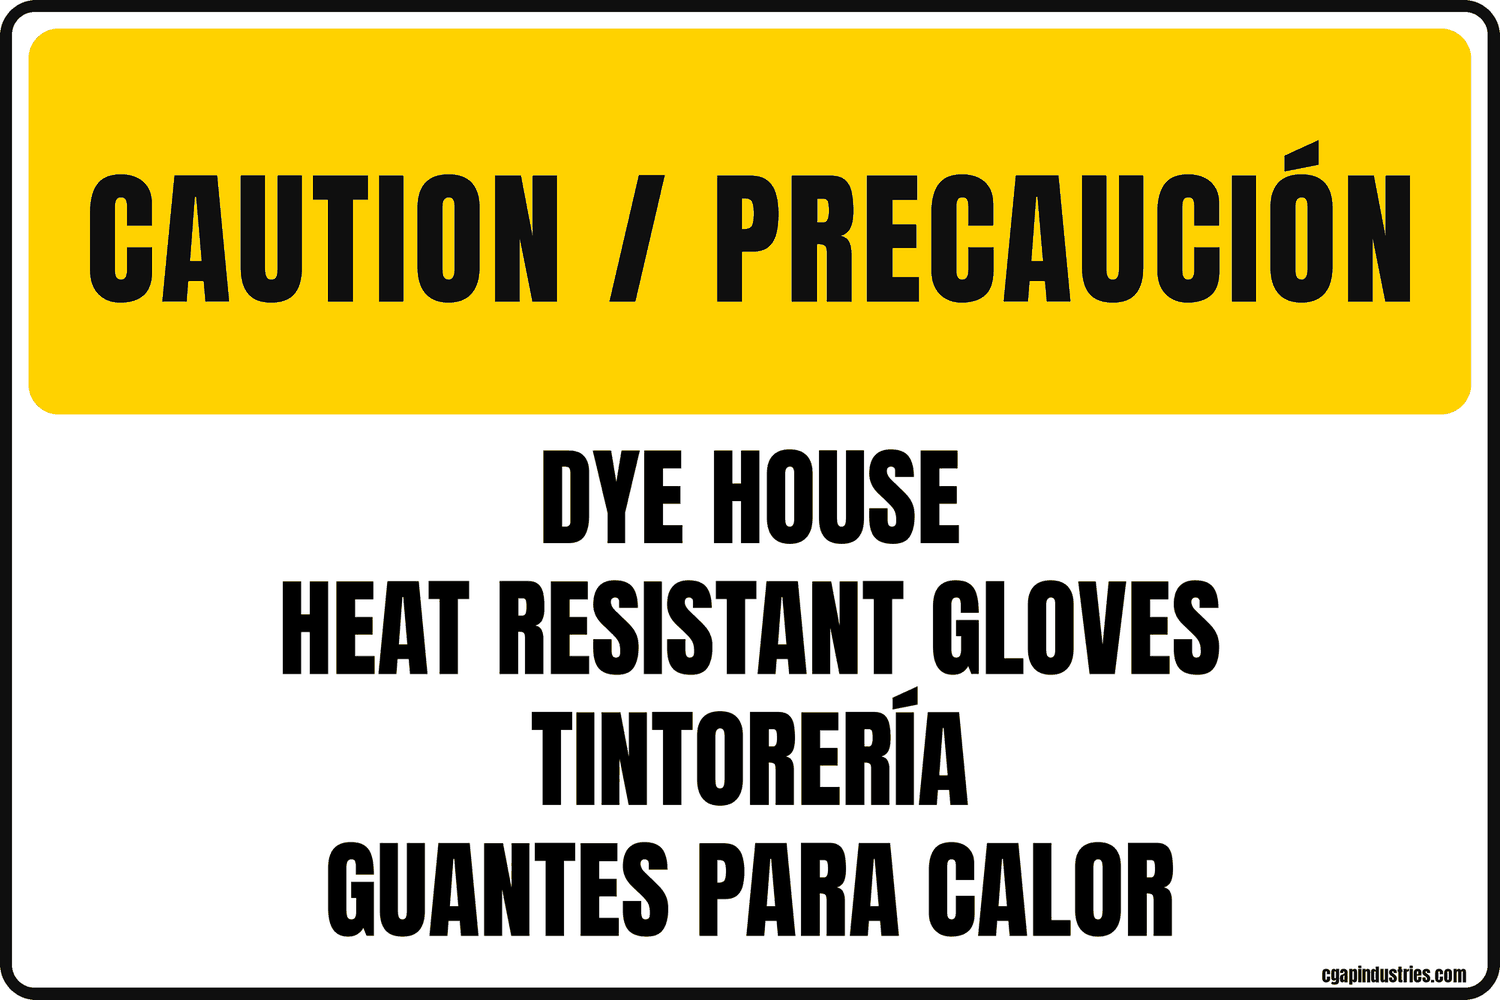 CAUTION / PRECAUCIÓN
DYE HOUSE
HEAT RESISTANT GLOVES
TINTORERÍA
GUANTES PARA CALOR
cgapindustries.com